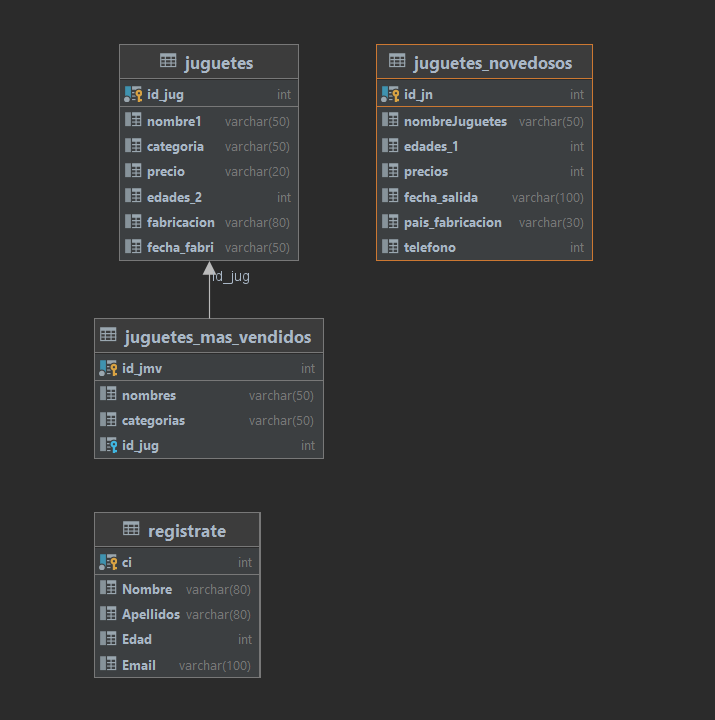 juguetes
id_jug int
nombre1 varchar(50)
categoria varchar(50)
precio varchar(20)
edades_2 int
fabricacion varchar(80)
fecha_fabri varchar(50)
juguetes_novedosos
id_jn int
nombreJuguetes varchar(50)
edades_1 int
precios int
fecha_salida varchar(100)
pais_fabricacion varchar(30)
telefono int
id_jug
juguetes_mas_vendidos
id_jmv int
nombres varchar(50)
categorias varchar(50)
id_jug int
registrate
ci int
Nombre varchar(80)
Apellidos varchar(80)
Edad int
Email varchar(100)